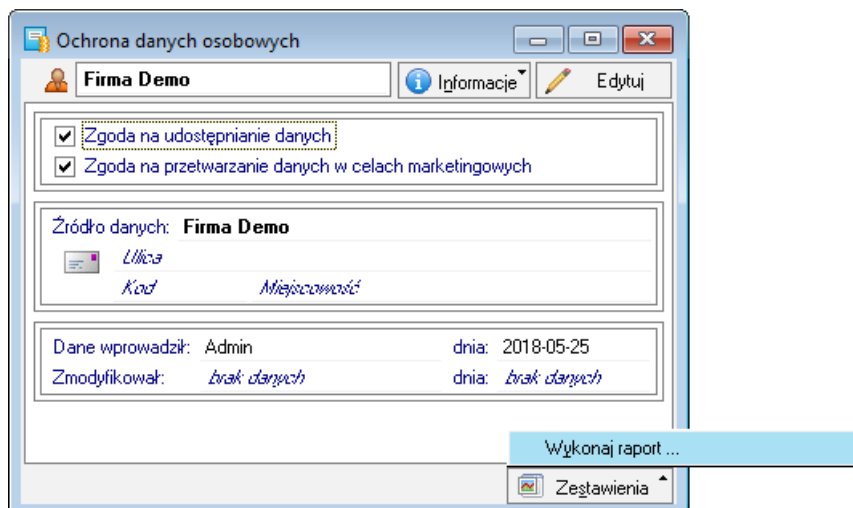 Ochrona danych osobowych
Firma Demo Informacje Edytuj
Zgoda na udostępnianie danych
Zgoda na przetwarzanie danych w celach marketingowych
Źródło danych: Firma Demo
Ulica
Kod Miejscowość
Dane wprowadził: Admin dnia: 2018-05-25
Zmodyfikował: brak danych dnia: brak danych
Wykonaj raport ...
Zestawienia